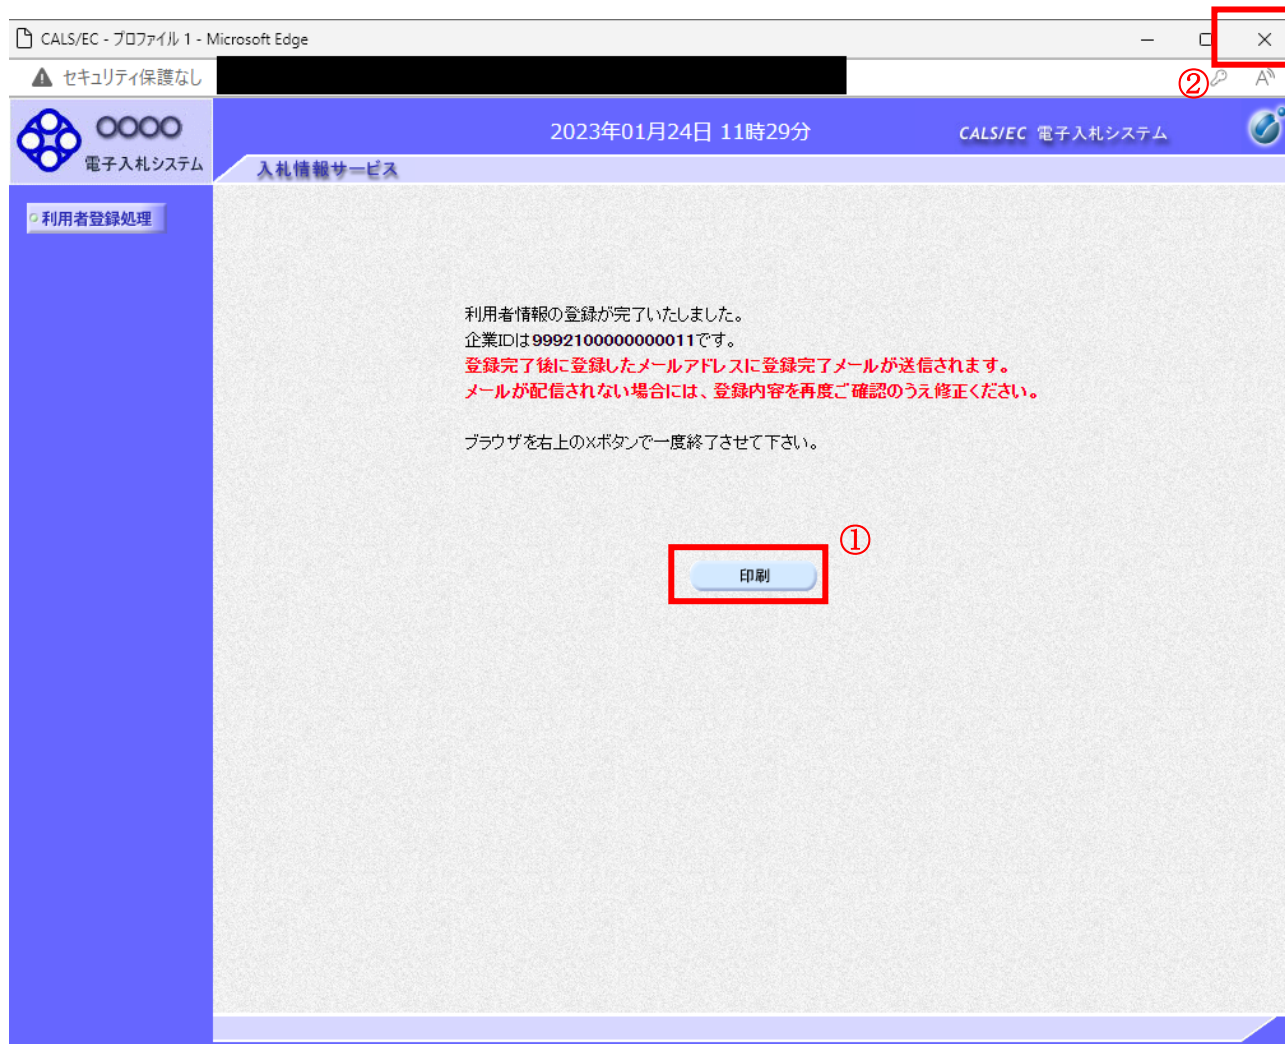 CALS/EC - プロファイル 1 - Microsoft Edge
セキュリティ保護なし
②
A
〇〇〇〇
電子入札システム
2023年01月24日 11時29分
CALS/EC 電子入札システム
入札情報サービス
利用者登録処理
利用者情報の登録が完了いたしました。
企業IDは9992100000000011です。
登録完了後に登録したメールアドレスに登録完了メールが送信されます。
メールが配信されない場合には、登録内容を再度ご確認のうえ修正ください。
ブラウザを右上のXボタンで一度終了させて下さい。
①
印刷